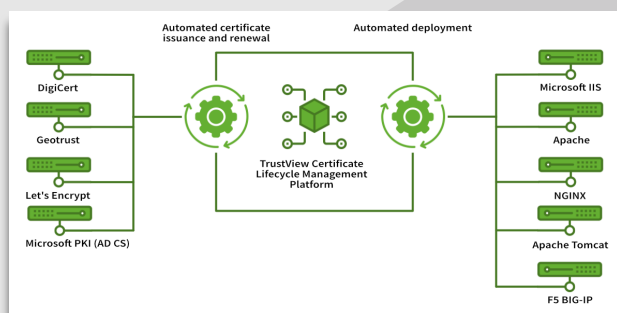 Automated certificate
issuance and renewal
Automated deployment
DigiCert
Geotrust
Let's Encrypt
Microsoft PKI (AD CS)
TrustView Certificate
Lifecycle Management
Platform
Microsoft IIS
Apache
NGINX
Apache Tomcat
F5 BIG-IP